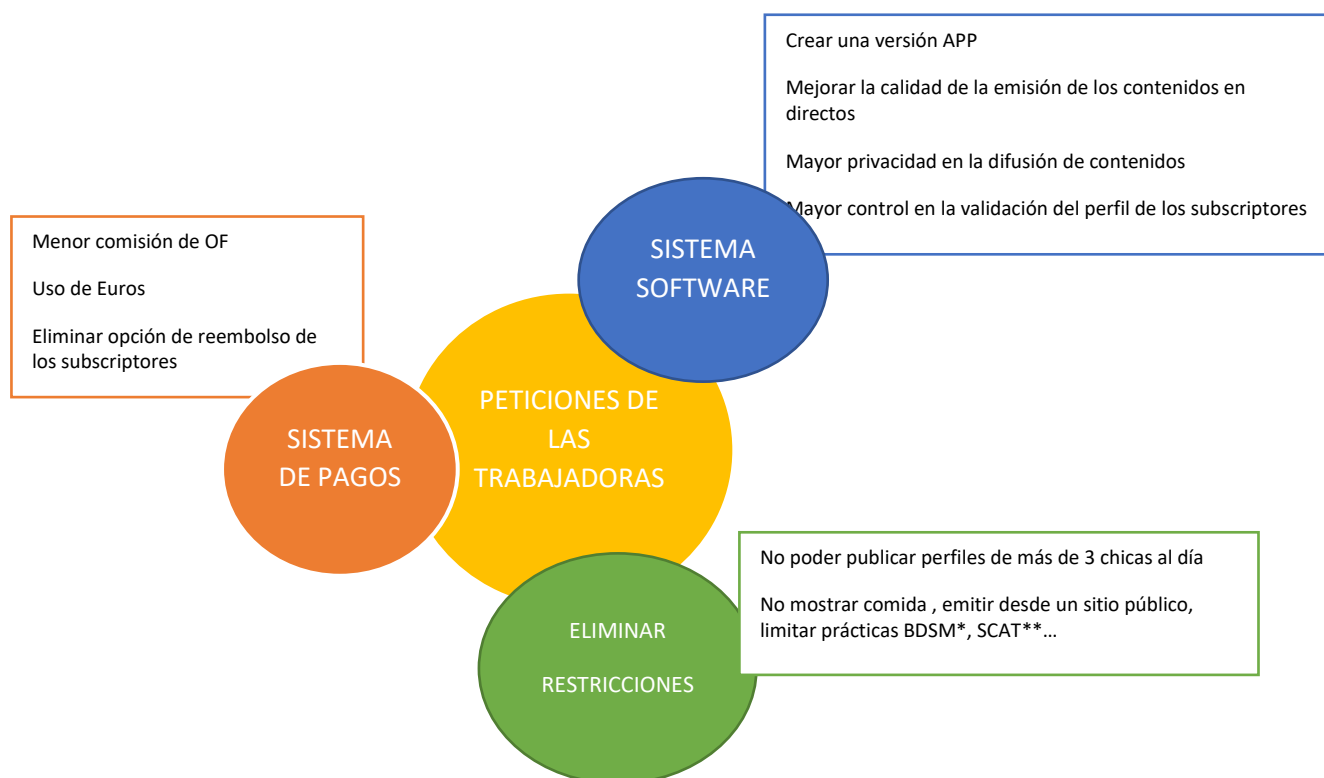 Crear una versión APP
Mejorar la calidad de la emisión de los contenidos en
directos
Mayor privacidad en la difusión de contenidos
Mayor control en la validación del perfil de los subscriptores
SISTEMA
SOFTWARE
Menor comisión de OF
Uso de Euros
Eliminar opción de reembolso de
los subscriptores
SISTEMA
DE PAGOS
PETICIONES DE
LAS
TRABAJADORAS
No poder publicar perfiles de más de 3 chicas al día
No mostrar comida , emitir desde un sitio público,
limitar prácticas BDSM*, SCAT**...
ELIMINAR
RESTRICCIONES